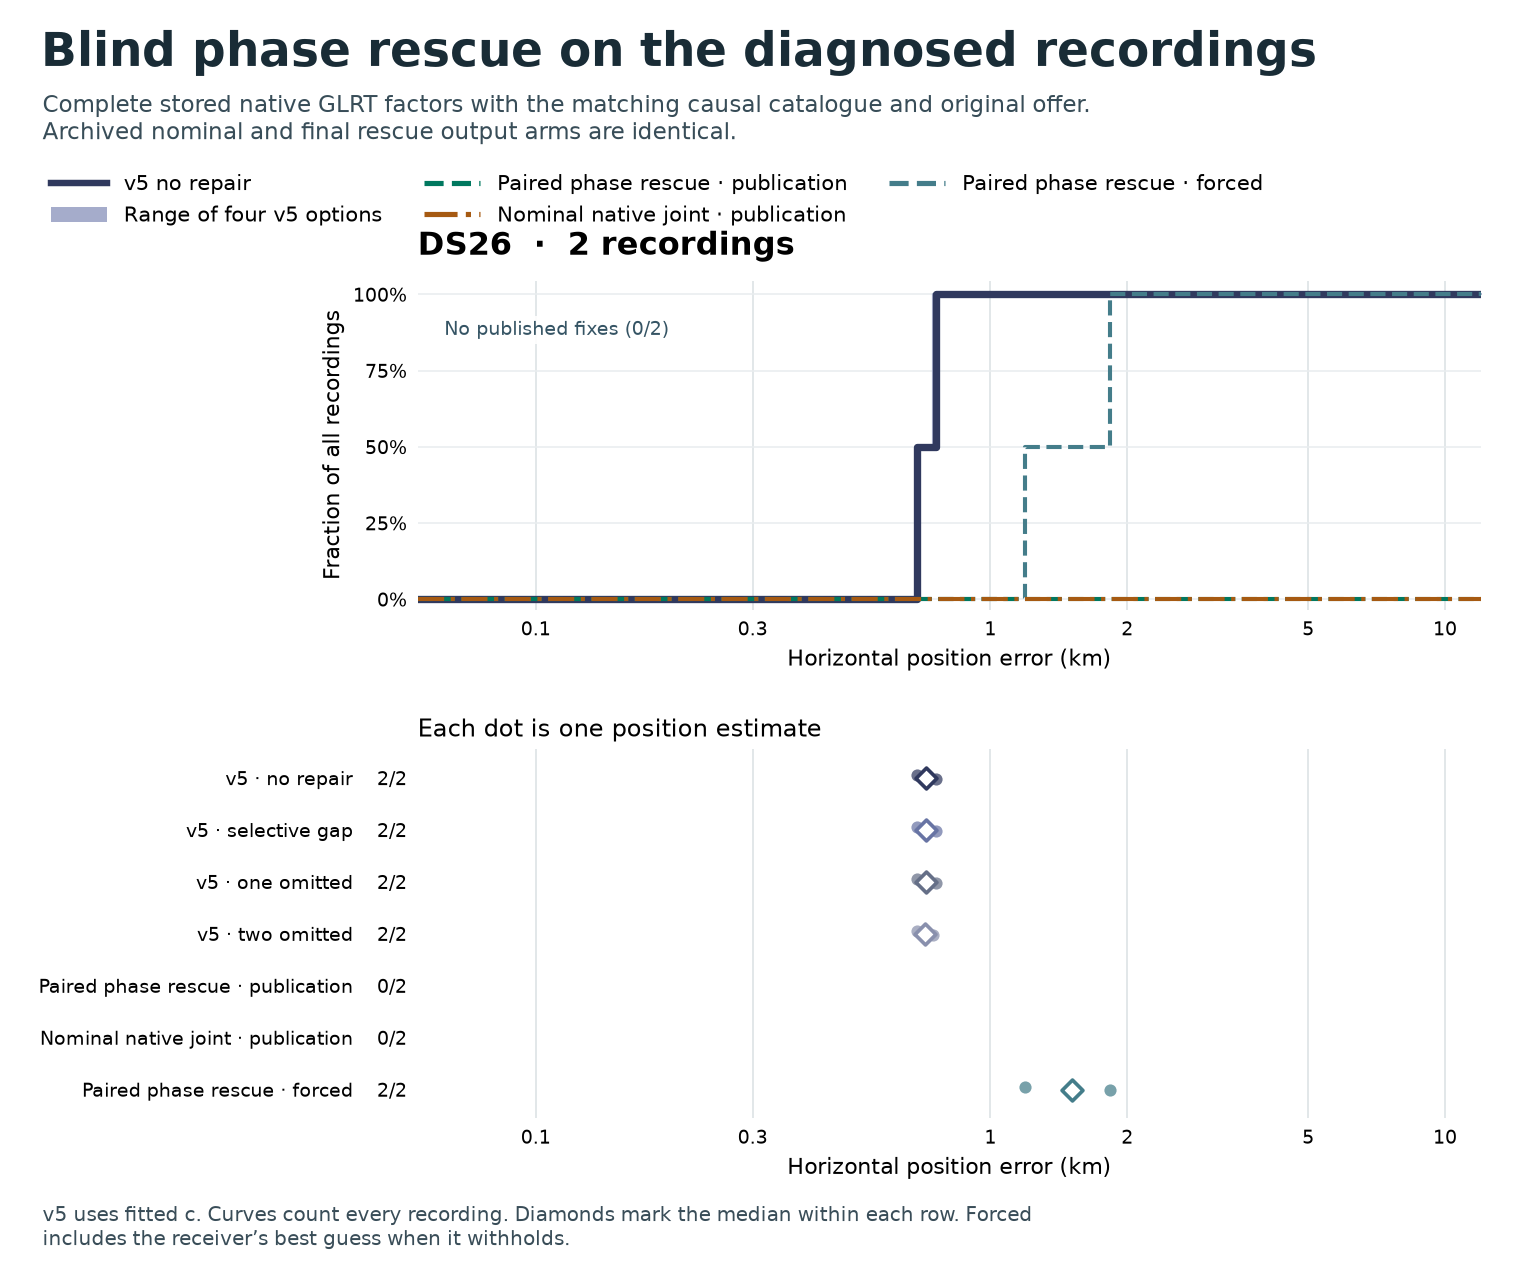 Blind phase rescue on the diagnosed recordings
Complete stored native GLRT factors with the matching causal catalogue and original offer.
Archived nominal and final rescue output arms are identical.
v5 no repair
Range of four v5 options
Paired phase rescue · publication
Nominal native joint · publication
Paired phase rescue · forced
DS26 · 2 recordings
Fraction of all recordings
100%
75%
50%
25%
0%
No published fixes (0/2)
0.1 0.3 1 2 5 10
Horizontal position error (km)
Each dot is one position estimate
v5 · no repair 2/2
v5 · selective gap 2/2
v5 · one omitted 2/2
v5 · two omitted 2/2
Paired phase rescue · publication 0/2
Nominal native joint · publication 0/2
Paired phase rescue · forced 2/2
0.1 0.3 1 2 5 10
Horizontal position error (km)
v5 uses fitted c. Curves count every recording. Diamonds mark the median within each row. Forced
includes the receiver’s best guess when it withholds.